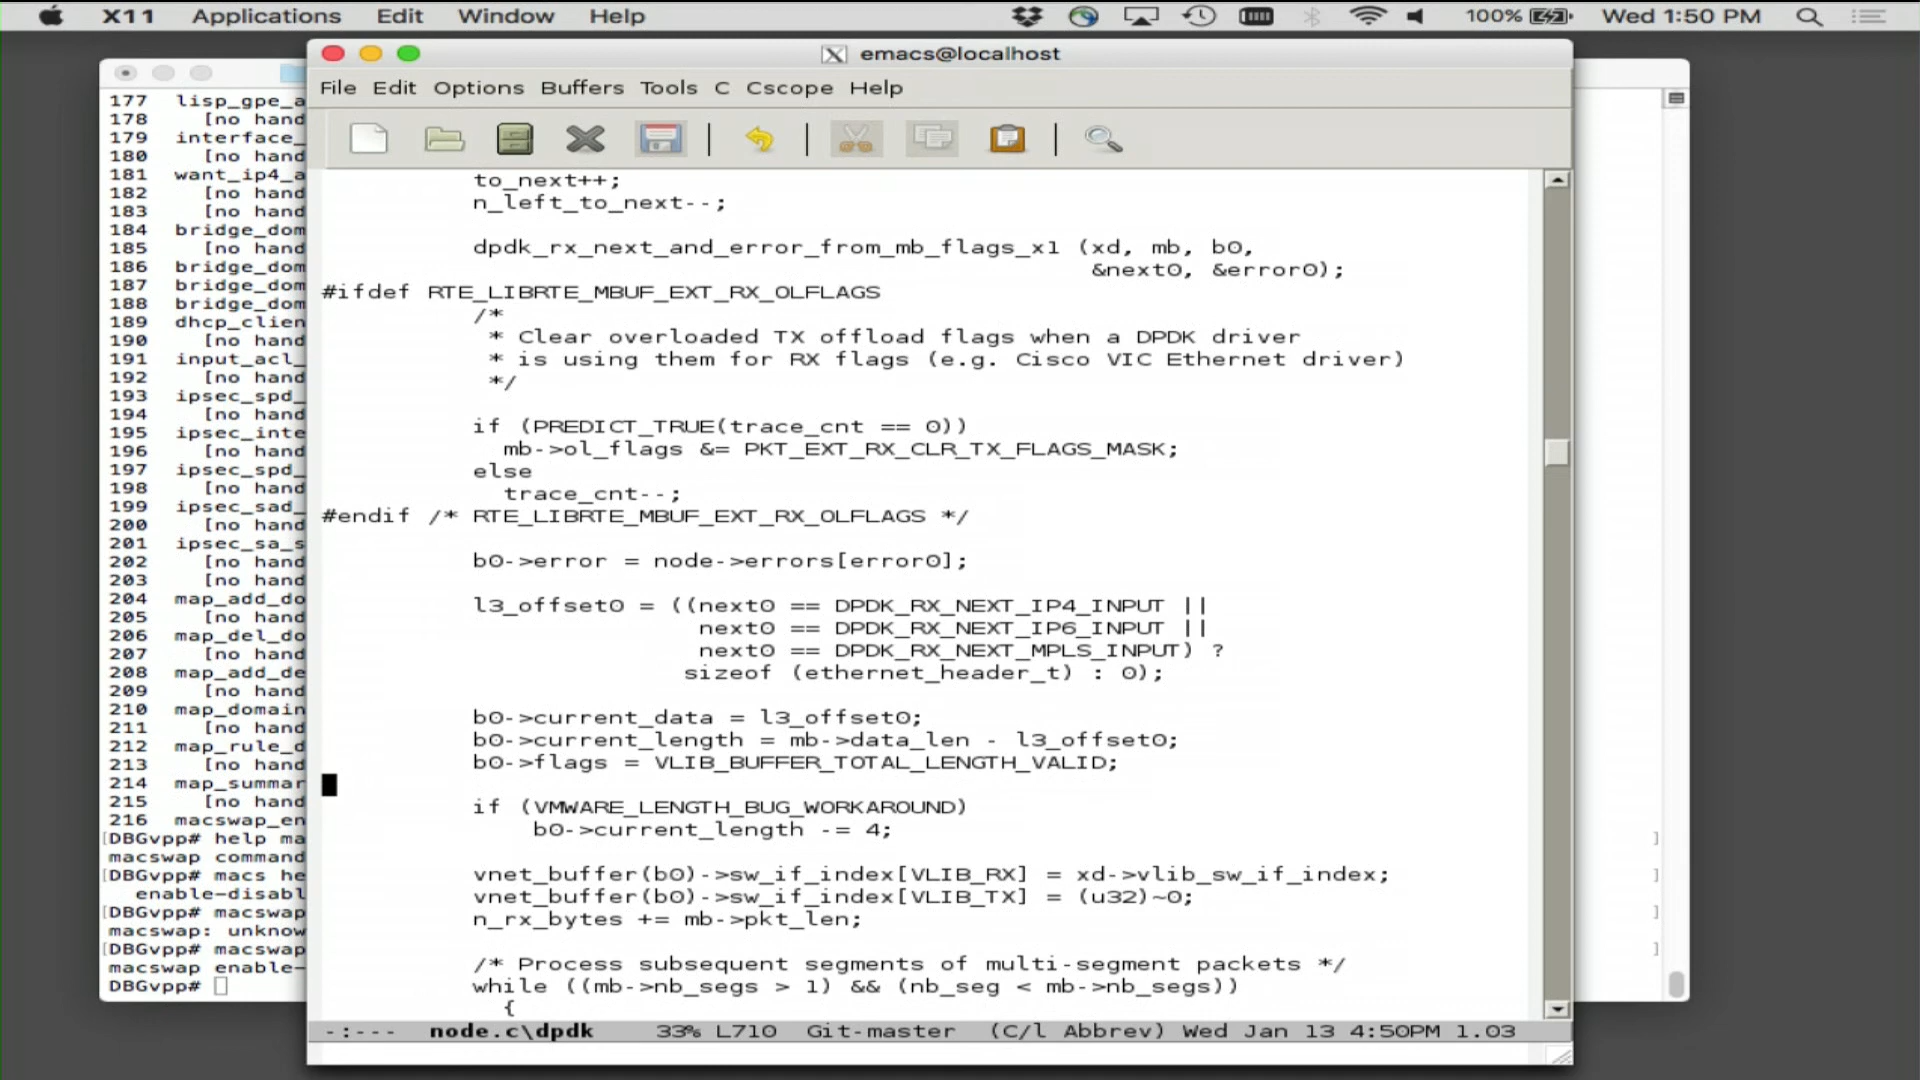 X11 Applications Edit Window Help 100% Wed 1:50 PM
emacs@localhost
File Edit Options Buffers Tools C Cscope Help
177 lisp_gpe_a
178 [no hand
179 interface_
180 [no hand
181 want_ip4_a
182 [no hand
183 [no hand
184 bridge_dom
185 [no hand
186 bridge_dom
187 bridge_dom
188 bridge_dom
189 dhcp_clien
190 [no hand
191 input_acl_
192 [no hand
193 ipsec_spd_
194 [no hand
195 ipsec_inte
196 [no hand
197 ipsec_spd_
198 [no hand
199 ipsec_sad_
200 [no hand
201 ipsec_sa_s
202 [no hand
203 [no hand
204 map_add_do
205 [no hand
206 map_del_do
207 [no hand
208 map_add_de
209 [no hand
210 map_domain
211 [no hand
212 map_rule_d
213 [no hand
214 map_summar
215 [no hand
216 macswap_en
[DBGvpp# help ma
macswap command
[DBGvpp# macs he
enable-disabl
[DBGvpp# macswap
macswap: unknow
[DBGvpp# macswap
macswap enable-
DBGvpp#
to_next++;
n_left_to_next--;
dpdk_rx_next_and_error_from_mb_flags_x1 (xd, mb, b0,
&next0, &error0);
#ifdef RTE_LIBRTE_MBUF_EXT_RX_OLFLAGS
/*
* Clear overloaded TX offload flags when a DPDK driver
* is using them for RX flags (e.g. Cisco VIC Ethernet driver)
*/
if (PREDICT_TRUE(trace_cnt == 0))
mb->ol_flags &= PKT_EXT_RX_CLR_TX_FLAGS_MASK;
else
trace_cnt--;
#endif /* RTE_LIBRTE_MBUF_EXT_RX_OLFLAGS */
b0->error = node->errors[error0];
l3_offset0 = ((next0 == DPDK_RX_NEXT_IP4_INPUT ||
next0 == DPDK_RX_NEXT_IP6_INPUT ||
next0 == DPDK_RX_NEXT_MPLS_INPUT) ?
sizeof (ethernet_header_t) : 0);
b0->current_data = l3_offset0;
b0->current_length = mb->data_len - l3_offset0;
b0->flags = VLIB_BUFFER_TOTAL_LENGTH_VALID;
if (VMWARE_LENGTH_BUG_WORKAROUND)
b0->current_length -= 4;
vnet_buffer(b0)->sw_if_index[VLIB_RX] = xd->vlib_sw_if_index;
vnet_buffer(b0)->sw_if_index[VLIB_TX] = (u32)~0;
n_rx_bytes += mb->pkt_len;
/* Process subsequent segments of multi-segment packets */
while ((mb->nb_segs > 1) && (nb_seg < mb->nb_segs))
{
-:--- node.c\dpdk 33% L710 Git-master (C/l Abbrev) Wed Jan 13 4:50PM 1.03
]
]
]
]